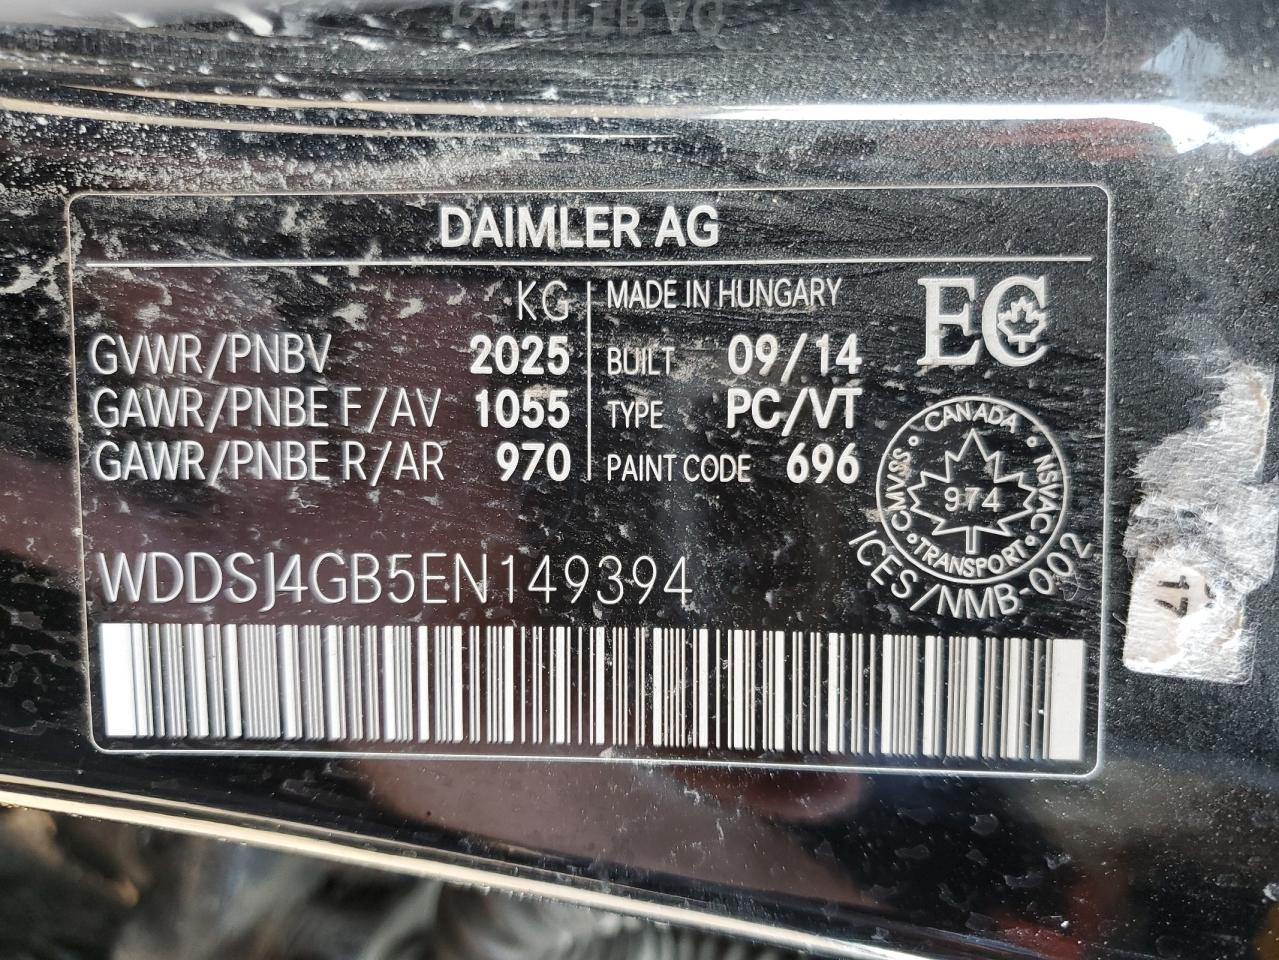 DAIMLER AG
KG
MADE IN HUNGARY
GVWR/PNBV 2025
BUILT 09/14
GAWR/PNBE F/AV 1055
TYPE PC/VT
GAWR/PNBE R/AR 970
PAINT CODE 696
EC
CANADA
CMVSS
NSVAC
974
TRANSPORT
ICES/NMB-002
WDDSJ4GB5EN149394
17